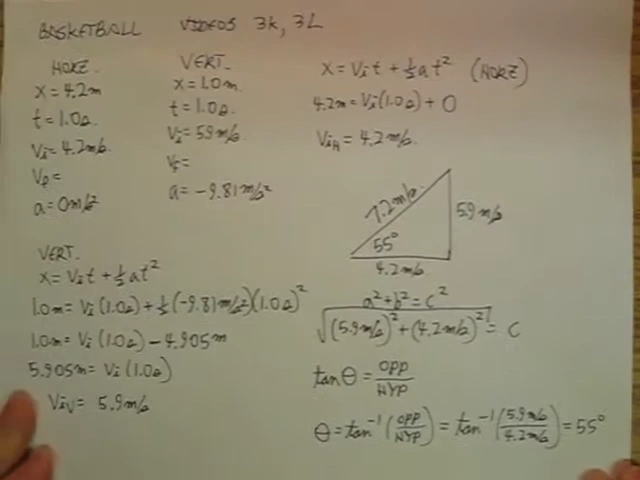 BASKETBALL VIDEOS 3K, 3L
HORZ.
x = 4.2m
t = 1.0s.
Vi = 4.2m/s.
Vf =
a = 0m/s²
VERT.
x = 1.0m.
t = 1.0s.
Vi = 5.9m/s
Vf =
a = -9.81m/s²
VERT.
x = Vit + ½at²
1.0m = Vi(1.0s) + ½(-9.81m/s²)(1.0s)²
1.0m = Vi(1.0s) - 4.905m
5.905m = Vi(1.0s)
Viv = 5.9m/s
x = Vit + ½at² (HORZ)
4.2m = Vi(1.0s) + 0
ViH = 4.2m/s.
7.2m/s
5.9m/s
55°
4.2m/s
a² + b² = c²
√(5.9m/s)² + (4.2m/s)² = c
tanθ = OPP/HYP
θ = tan⁻¹(OPP/HYP) = tan⁻¹(5.9m/s/4.2m/s) = 55°